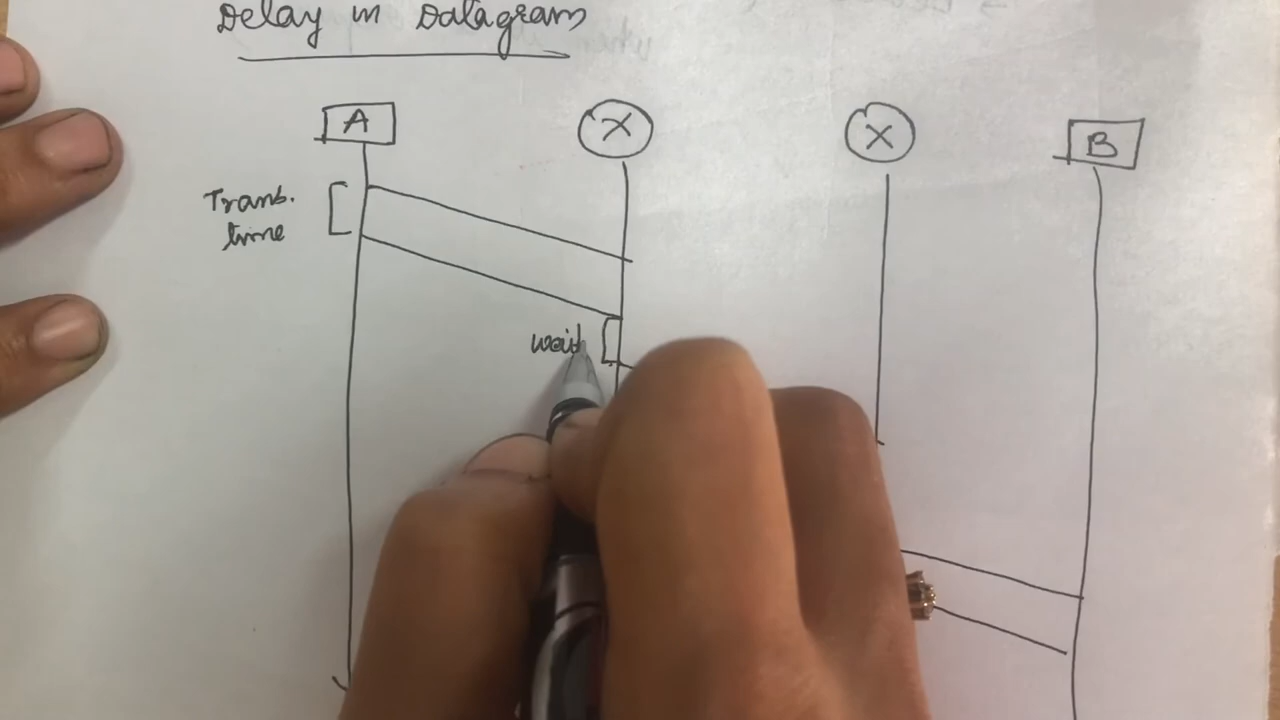 Delay in Datagram
A X X B
Trans.
time
wait